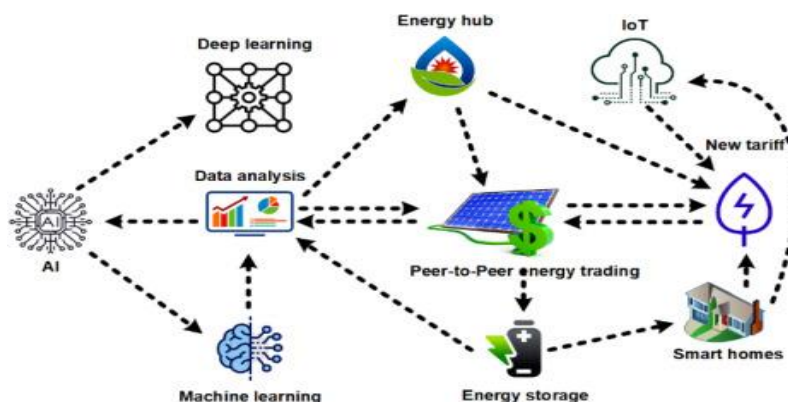 Energy hub
IoT
Deep learning
New tariff
Data analysis
AI
AI
Peer-to-Peer energy trading
Smart homes
Machine learning
Energy storage